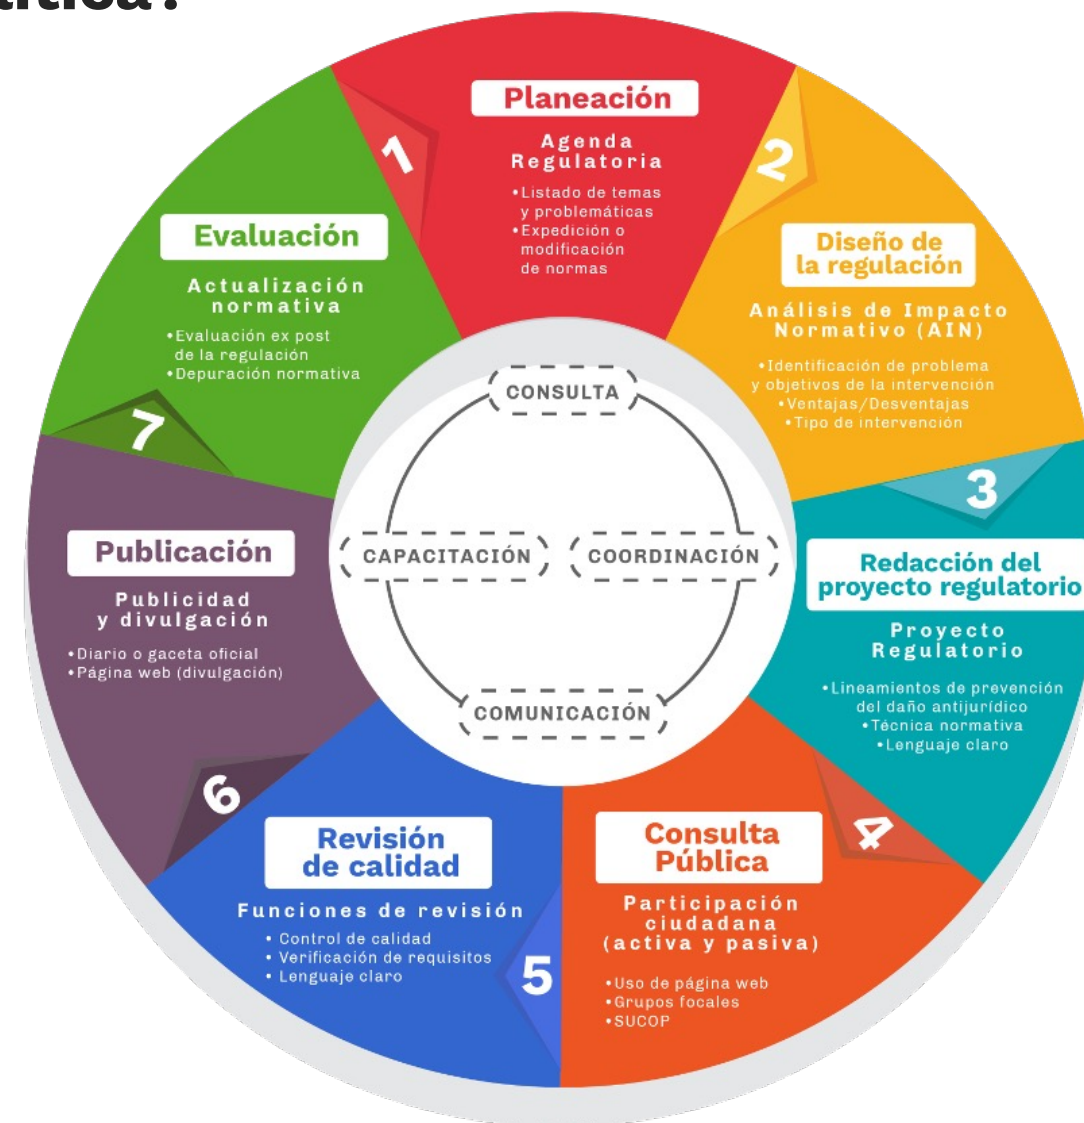 1
Planeación
Agenda
Regulatoria
•Listado de temas
y problemáticas
•Expedición o
modificación
de normas
2
Diseño de
la regulación
Análisis de Impacto
Normativo (AIN)
•Identificación de problema
y objetivos de la intervención
•Ventajas/Desventajas
•Tipo de intervención
3
Redacción del
proyecto regulatorio
Proyecto
Regulatorio
•Lineamientos de prevención
del daño antijurídico
•Técnica normativa
•Lenguaje claro
4
Consulta
Pública
Participación
ciudadana
(activa y pasiva)
•Uso de página web
•Grupos focales
•SUCOP
5
Revisión
de calidad
Funciones de revisión
• Control de calidad
• Verificación de requisitos
• Lenguaje claro
6
Publicación
Publicidad
y divulgación
•Diario o gaceta oficial
•Página web (divulgación)
7
Evaluación
Actualización
normativa
•Evaluación ex post
de la regulación
•Depuración normativa
CONSULTA
CAPACITACIÓN
COORDINACIÓN
COMUNICACIÓN